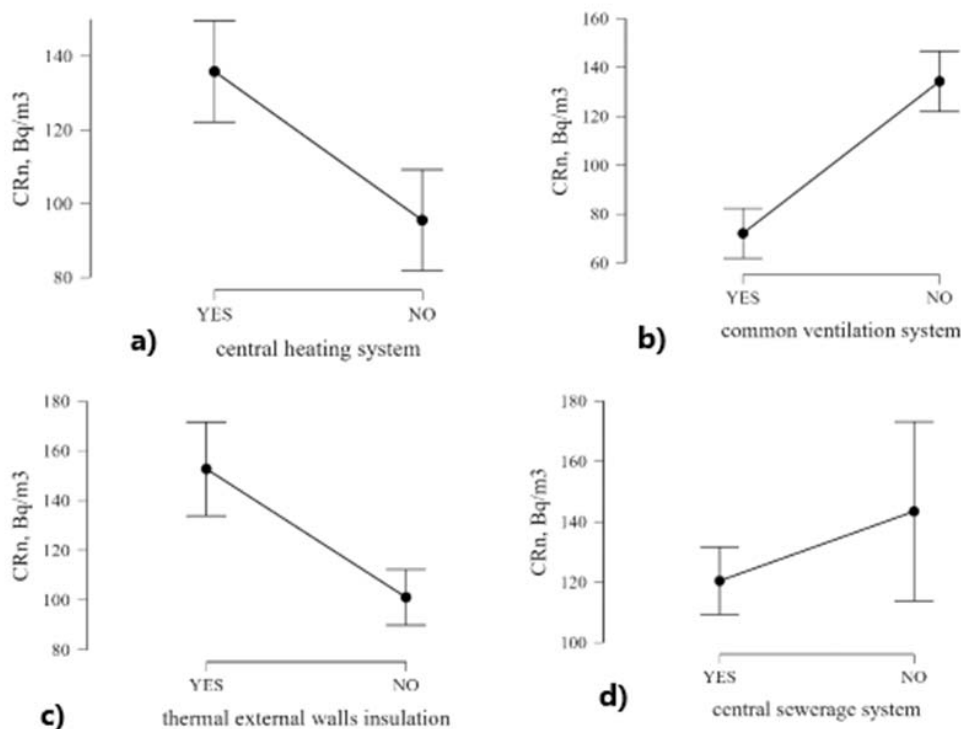 CRn, Bq/m3
140
120
100
80
YES NO
a)
central heating system
CRn, Bq/m3
160
140
120
100
80
60
YES NO
b)
common ventilation system
CRn, Bq/m3
180
160
140
120
100
80
YES NO
c)
thermal external walls insulation
CRn, Bq/m3
180
160
140
120
100
YES NO
d)
central sewerage system